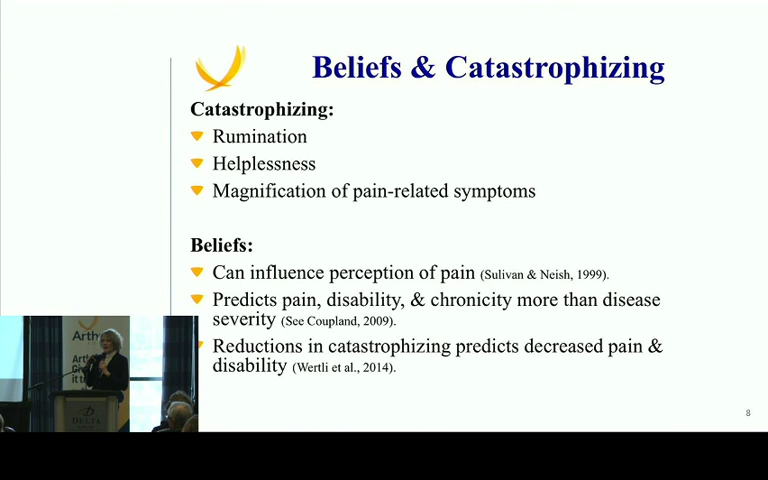 Beliefs & Catastrophizing
Catastrophizing:
Rumination
Helplessness
Magnification of pain-related symptoms
Beliefs:
Can influence perception of pain (Sulivan & Neish, 1999).
Predicts pain, disability, & chronicity more than disease
severity (See Coupland, 2009).
Reductions in catastrophizing predicts decreased pain &
disability (Wertli et al., 2014).
8
Arth
DELTA